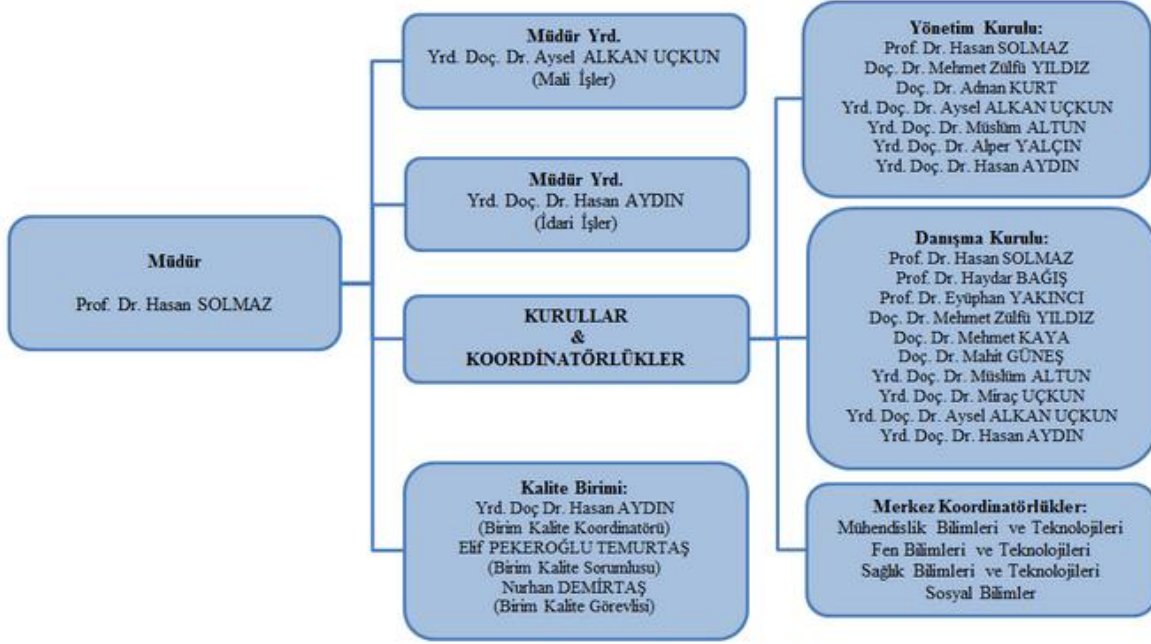 Müdür
Prof. Dr. Hasan SOLMAZ
Müdür Yrd.
Yrd. Doç. Dr. Aysel ALKAN UÇKUN
(Mali İşler)
Müdür Yrd.
Yrd. Doç. Dr. Hasan AYDIN
(İdari İşler)
KURULLAR
&
KOORDİNATÖRLÜKLER
Kalite Birimi:
Yrd. Doç Dr. Hasan AYDIN
(Birim Kalite Koordinatörü)
Elif PEKEROĞLU TEMURTAŞ
(Birim Kalite Sorumlusu)
Nurhan DEMİRTAŞ
(Birim Kalite Görevlisi)
Yönetim Kurulu:
Prof. Dr. Hasan SOLMAZ
Doç. Dr. Mehmet Zülfü YILDIZ
Doç. Dr. Adnan KURT
Yrd. Doç. Dr. Aysel ALKAN UÇKUN
Yrd. Doç. Dr. Müslüm ALTUN
Yrd. Doç. Dr. Alper YALÇIN
Yrd. Doç. Dr. Hasan AYDIN
Danışma Kurulu:
Prof. Dr. Hasan SOLMAZ
Prof. Dr. Haydar BAĞIŞ
Prof. Dr. Eyüphan YAKINCI
Doç. Dr. Mehmet Zülfü YILDIZ
Doç. Dr. Mehmet KAYA
Doç. Dr. Mahit GÜNEŞ
Yrd. Doç. Dr. Müslüm ALTUN
Yrd. Doç. Dr. Miraç UÇKUN
Yrd. Doç. Dr. Aysel ALKAN UÇKUN
Yrd. Doç. Dr. Hasan AYDIN
Merkez Koordinatörlükler:
Mühendislik Bilimleri ve Teknolojileri
Fen Bilimleri ve Teknolojileri
Sağlık Bilimleri ve Teknolojileri
Sosyal Bilimler